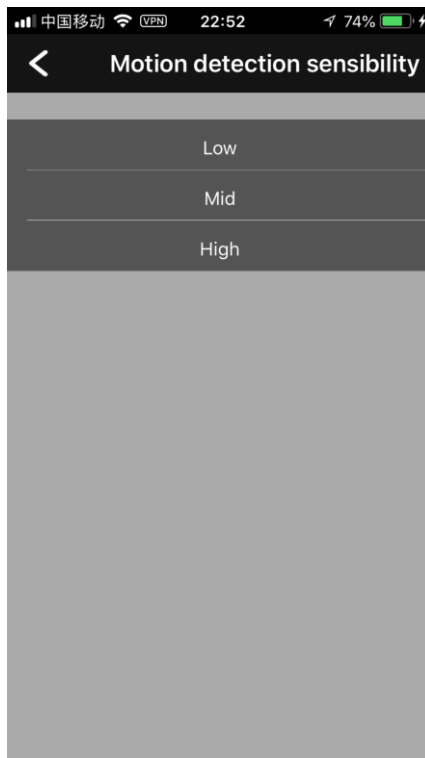 中国移动 VPN 22:52 74%
Motion detection sensibility
Low
Mid
High